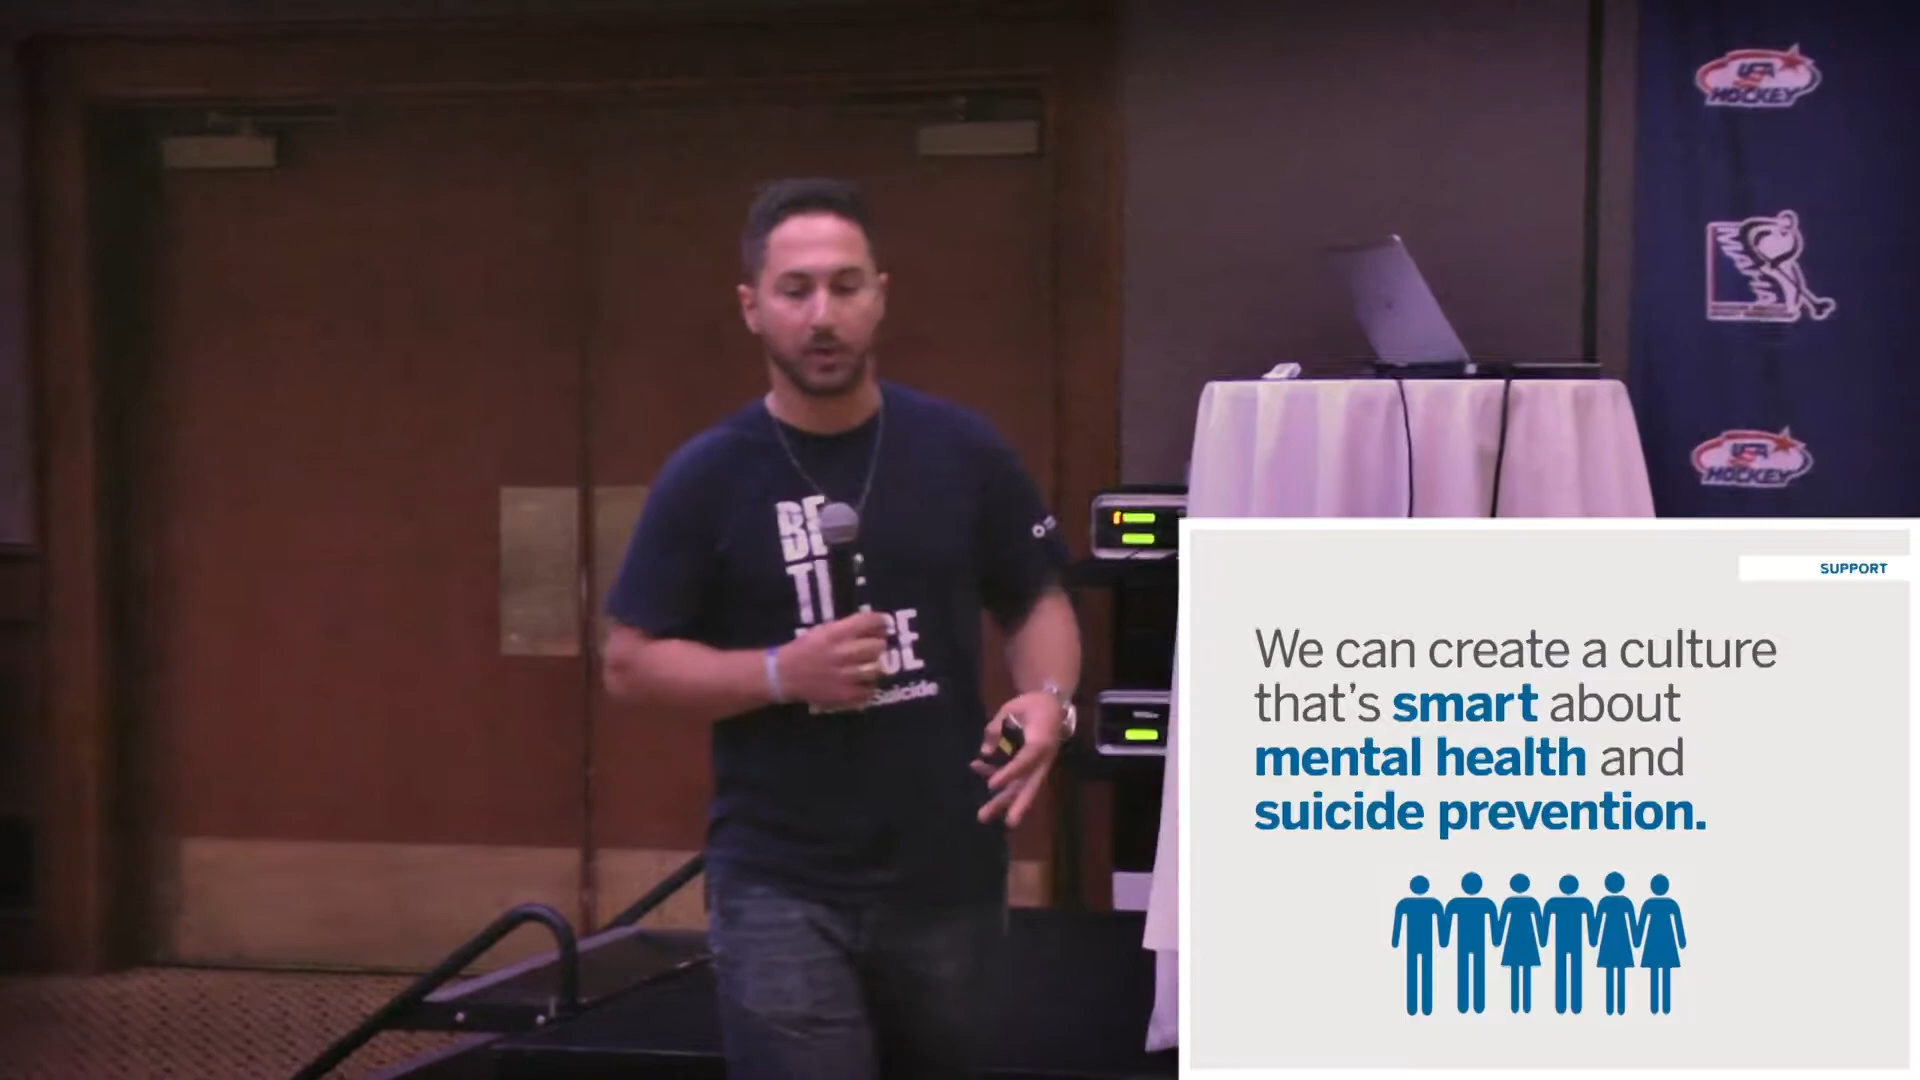 USA
HOCKEY
MAHA
USA
HOCKEY
BE
Suicide
SUPPORT
We can create a culture
that's smart about
mental health and
suicide prevention.